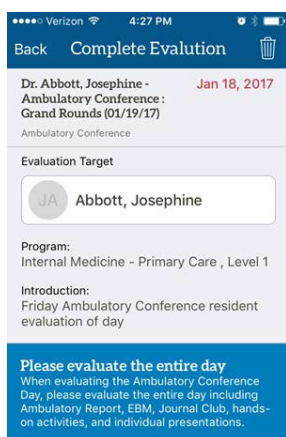 Verizon 4:27 PM
Back Complete Evalution
Dr. Abbott, Josephine - Jan 18, 2017
Ambulatory Conference :
Grand Rounds (01/19/17)
Ambulatory Conference
Evaluation Target
JA Abbott, Josephine
Program:
Internal Medicine - Primary Care , Level 1
Introduction:
Friday Ambulatory Conference resident
evaluation of day
Please evaluate the entire day
When evaluating the Ambulatory Conference
Day, please evaluate the entire day including
Ambulatory Report, EBM, Journal Club, hands-
on activities, and individual presentations.